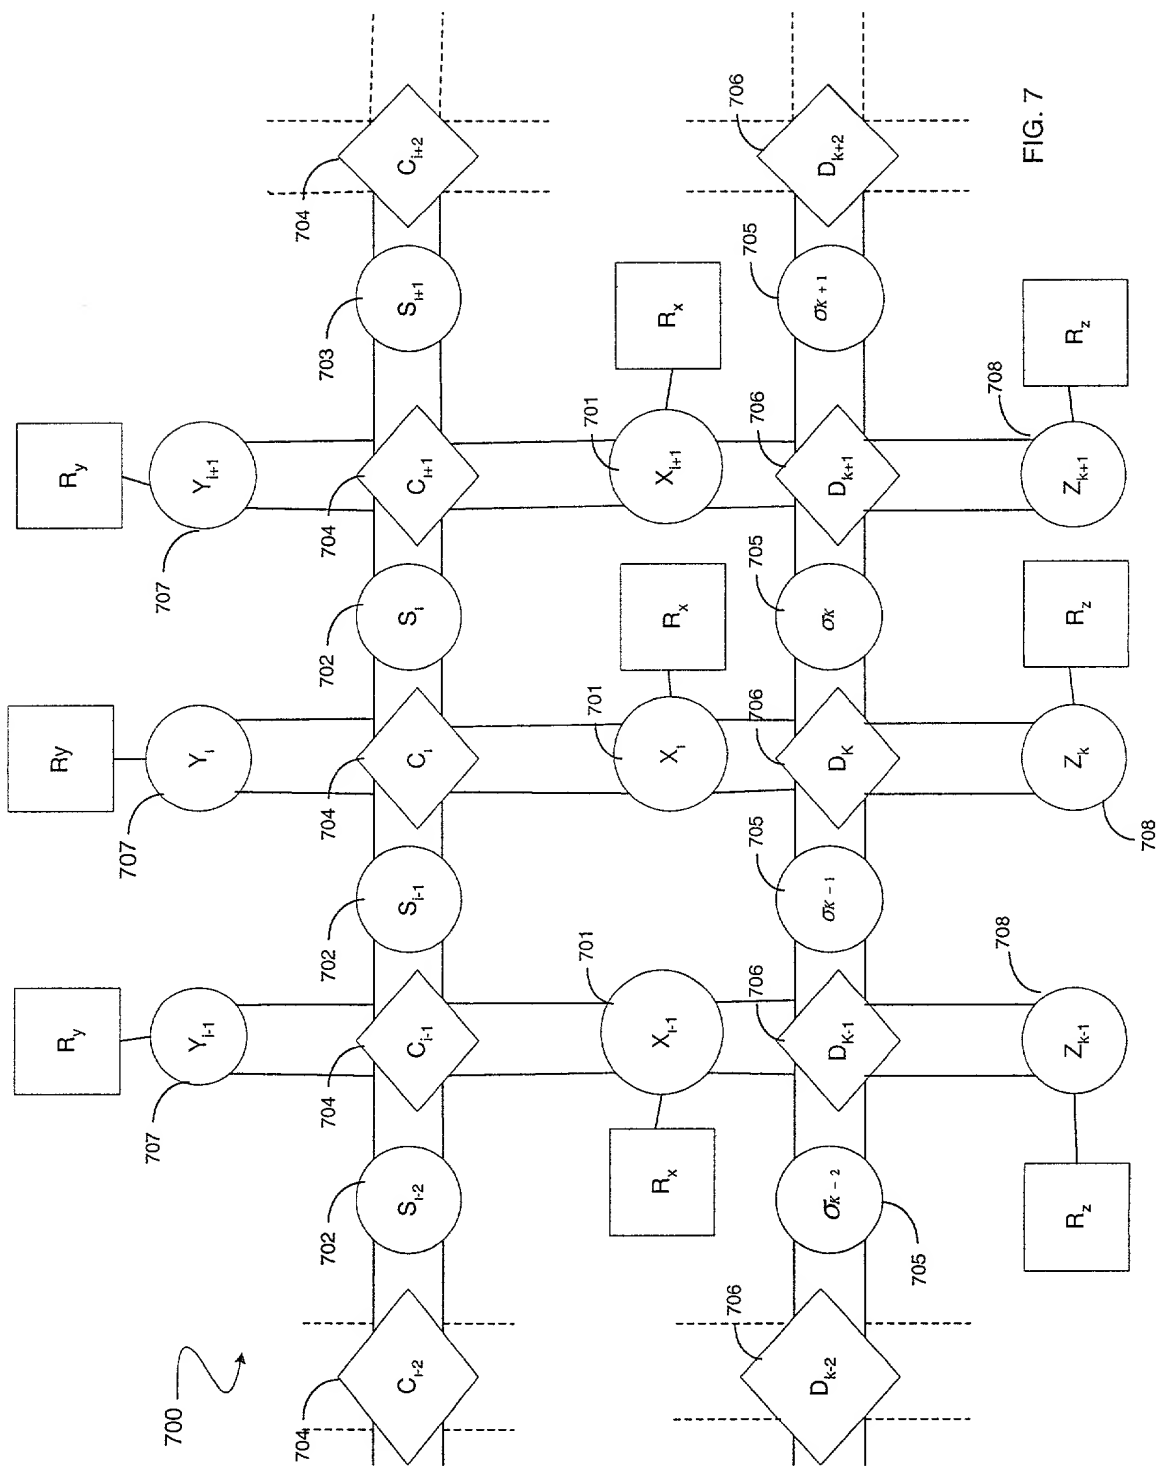 R_y Ry R_y
707 707 707
700
Y_{i-1} Y_i Y_{i+1}
704 702 704 702 704 702 704 703 704
C_{i-2} S_{i-2} C_{i-1} S_{i-1} C_i S_i C_{i+1} S_{i+1} C_{i+2}
701 701 701
R_x X_{i-1} X_i R_x X_{i+1} R_x
706 706 705 706 705 706 705 706
D_{k-2} σ_{K-2} D_{K-1} σ_{K-1} D_K σ_K D_{k+1} σ_{K+1} D_{k+2}
705
708 708
Z_{k-1} Z_k Z_{k+1}
R_z R_z R_z
708
FIG. 7